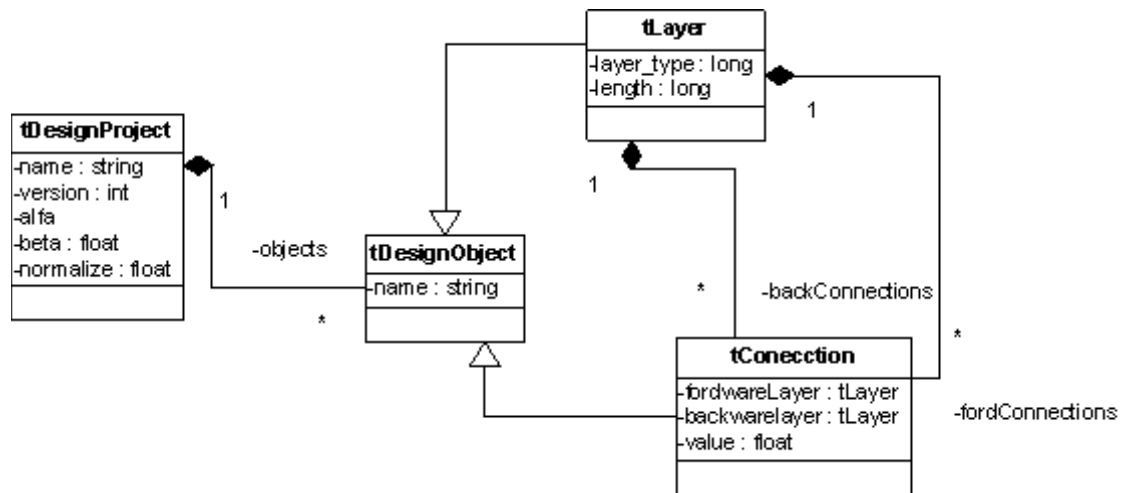 tLayer
-layer_type : long
-length : long
1
1
tDesignProject
-name : string
-version : int
-alfa
-beta : float
-normalize : float
1
-objects
*
tDesignObject
-name : string
*
-backConnections
*
-fordConnections
tConecction
-fordwareLayer : tLayer
-backwarelayer : tLayer
-value : float